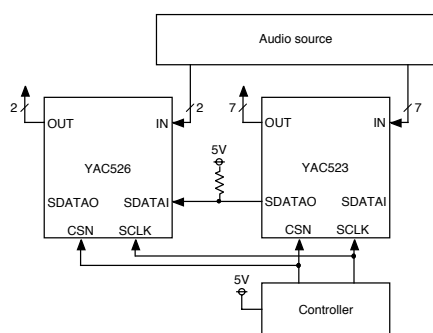 Audio source
2 2 7 7
OUT IN OUT IN
YAC526 5V YAC523
SDATAO SDATAI SDATAO SDATAI
CSN SCLK CSN SCLK
5V
Controller